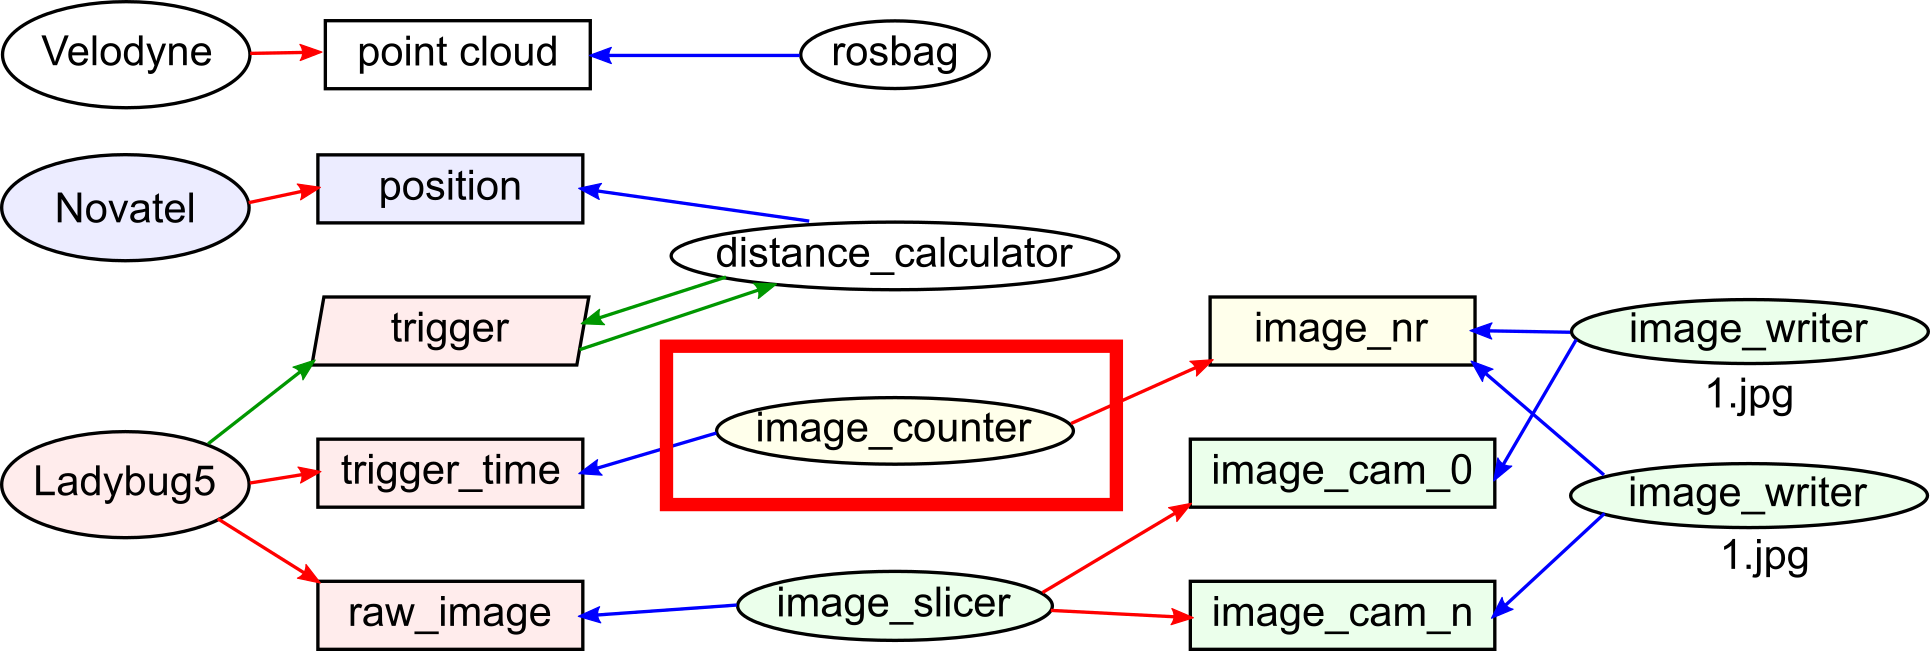 Velodyne
point cloud
rosbag
Novatel
position
distance_calculator
trigger
image_nr
image_writer
1.jpg
image_counter
Ladybug5
trigger_time
image_cam_0
image_writer
1.jpg
raw_image
image_slicer
image_cam_n